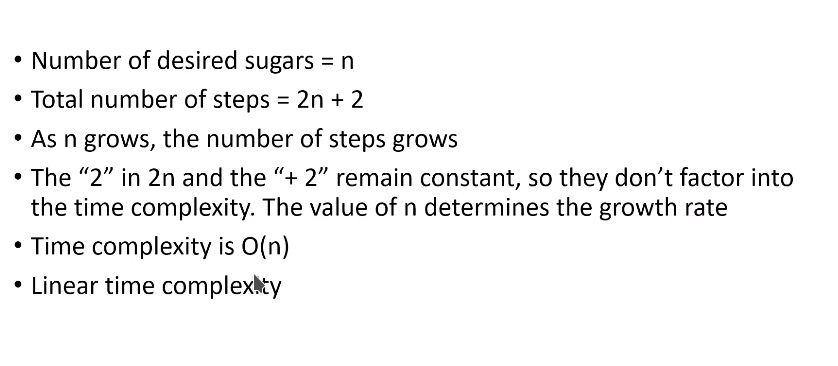 • Number of desired sugars = n
• Total number of steps = 2n + 2
• As n grows, the number of steps grows
• The “2” in 2n and the “+ 2” remain constant, so they don’t factor into
the time complexity. The value of n determines the growth rate
• Time complexity is O(n)
• Linear time complexity